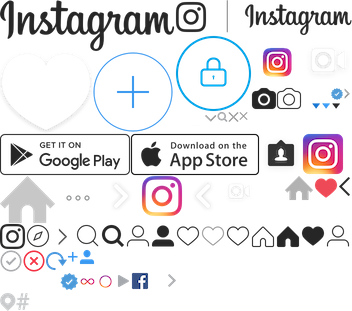 Instagram
Instagram
GET IT ON
Google Play
Download on the
App Store
#